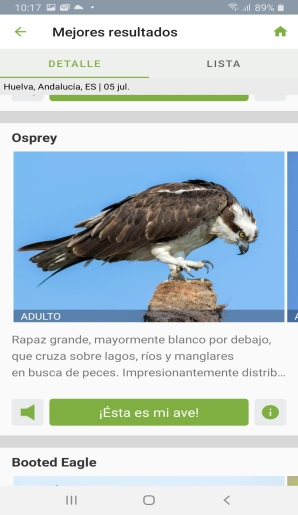 10:17
89%
Mejores resultados
DETALLE
LISTA
Huelva, Andalucía, ES | 05 jul.
Osprey
ADULTO
A
Rapaz grande, mayormente blanco por debajo,
que cruza sobre lagos, ríos y manglares
en busca de peces. Impresionantemente distrib...
¡Ésta es mi ave!
Booted Eagle